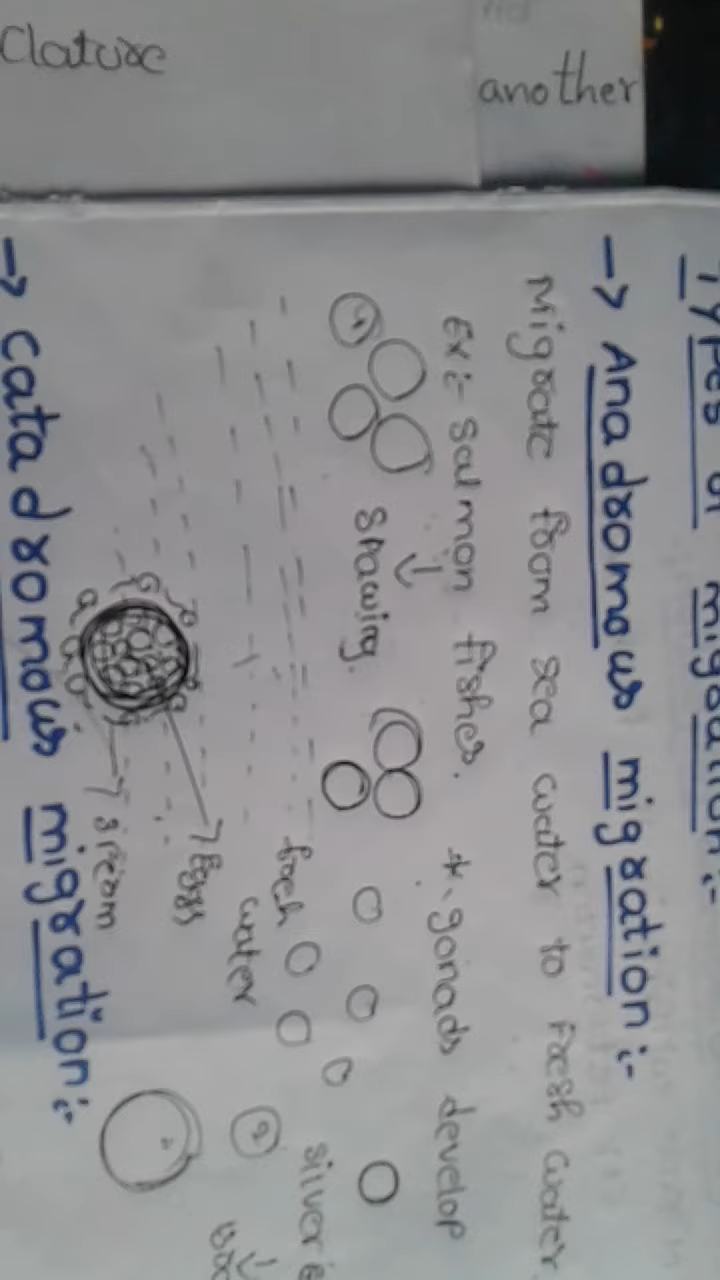 another
clature
Types of migration :-
→ Anadromous migration :-
Migrate from sea water to Fresh water
Ex :- Salmon fishes. * gonads develop
↓
Spawing.
silver
fresh
water
Eggs
sperm
→ catadromous migration :-